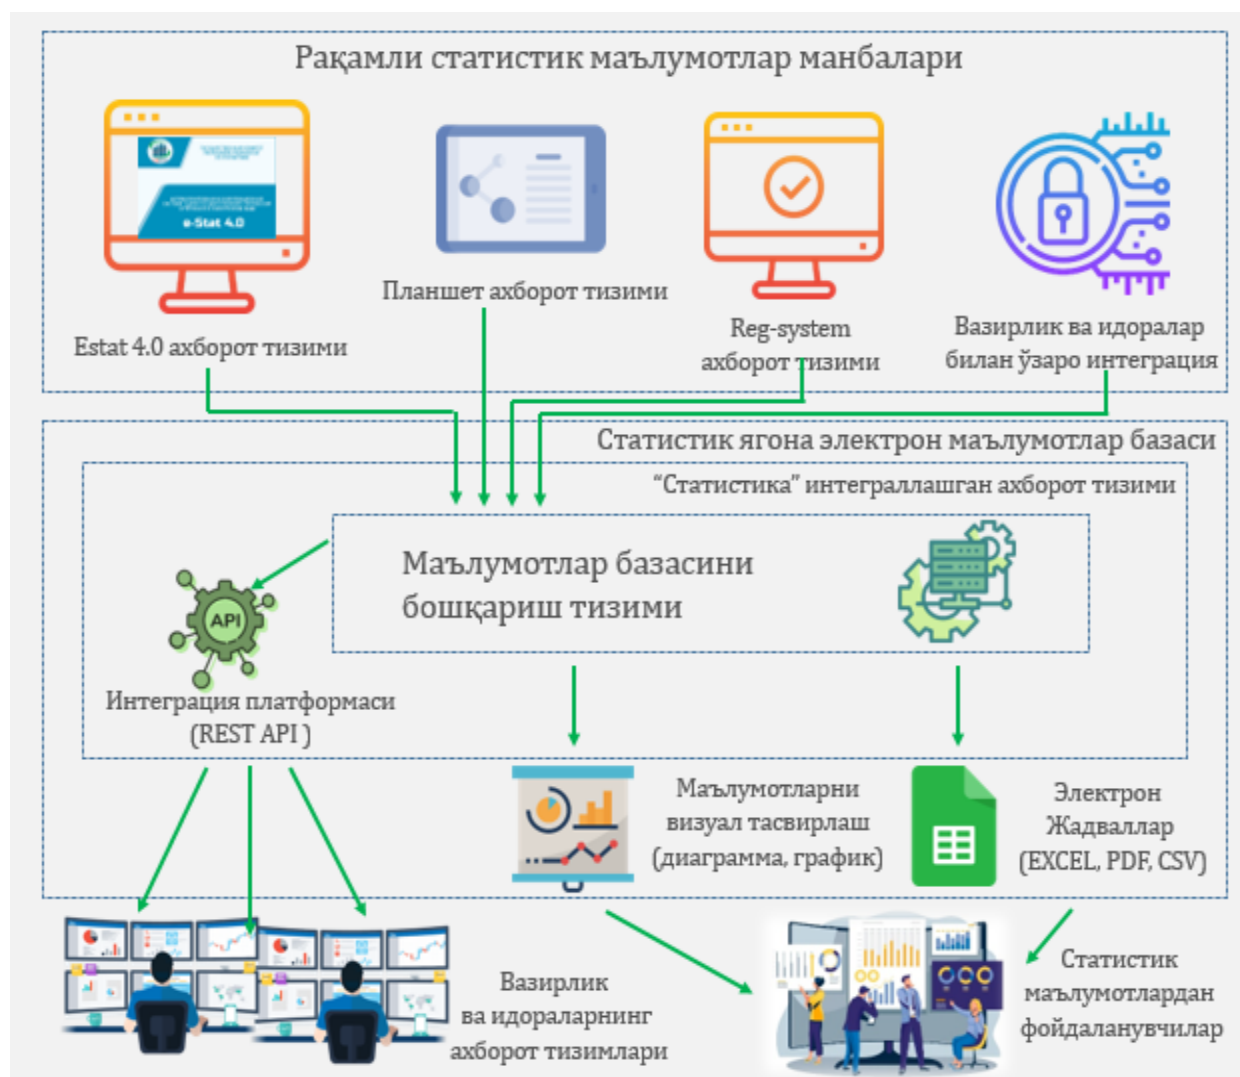 Рақамли статистик маълумотлар манбалари
e-Stat 4.0
Estat 4.0 ахборот тизими
Планшет ахборот тизими
Reg-system
ахборот тизими
Вазирлик ва идоралар
билан ўзаро интеграция
Статистик ягона электрон маълумотлар базаси
“Статистика” интеграллашган ахборот тизими
Маълумотлар базасини
бошқариш тизими
API
Интеграция платформаси
(REST API )
Маълумотларни
визуал тасвирлаш
(диаграмма, график)
Электрон
Жадваллар
(EXCEL, PDF, CSV)
Вазирлик
ва идораларнинг
ахборот тизимлари
Статистик
маълумотлардан
фойдаланувчилар